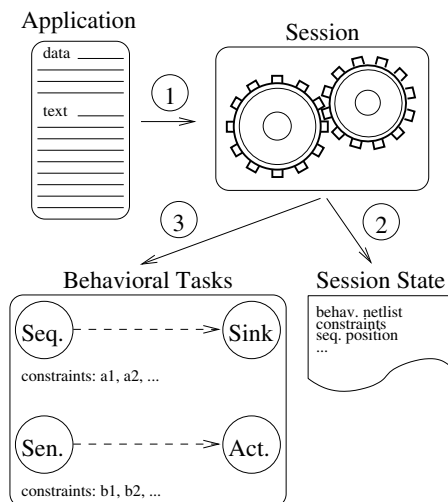 Application
Session
data
text
1
3
2
Behavioral Tasks
Session State
Seq.
Sink
constraints: a1, a2, ...
Sen.
Act.
constraints: b1, b2, ...
behav. netlist
constraints
seq. position
...